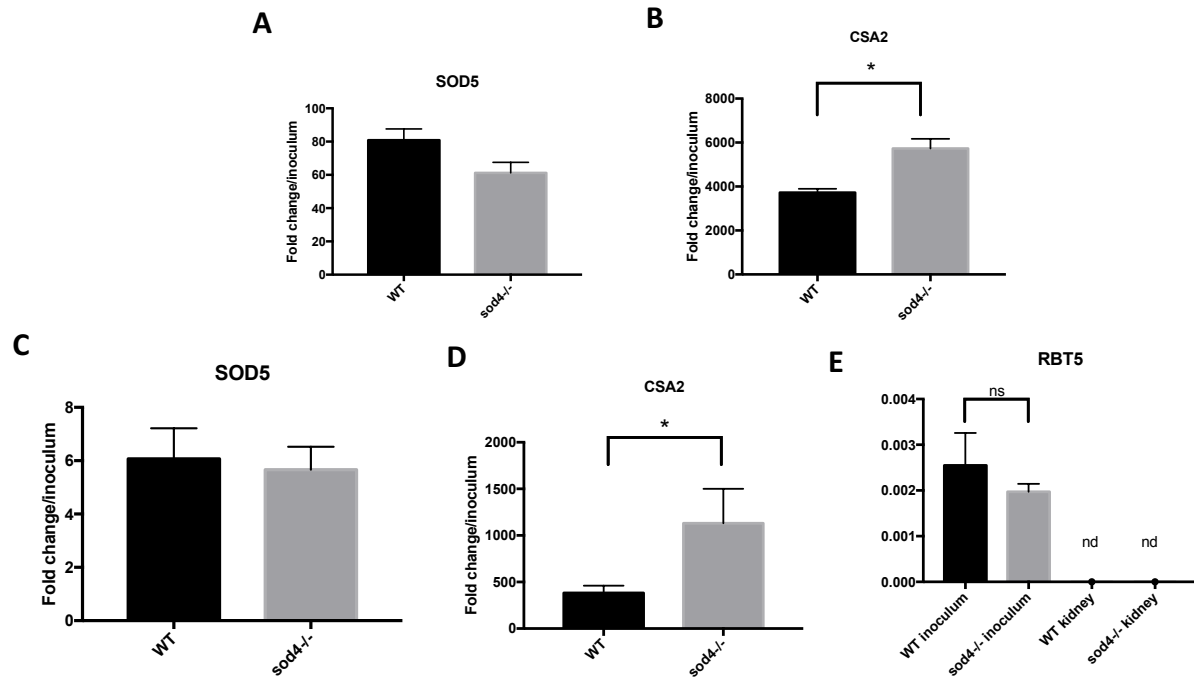 A
SOD5
Fold change/inoculum
100
80
60
40
20
0
WT
sod4-/-
B
CSA2
*
Fold change/inoculum
8000
6000
4000
2000
0
WT
sod4-/-
C
SOD5
Fold change/inoculum
8
6
4
2
0
WT
sod4-/-
D
CSA2
*
Fold change/inoculum
2000
1500
1000
500
0
WT
sod4-/-
E
RBT5
0.004
0.003
0.002
0.001
0.000
ns
nd
nd
WT inoculum
sod4-/- inoculum
WT kidney
sod4-/- kidney